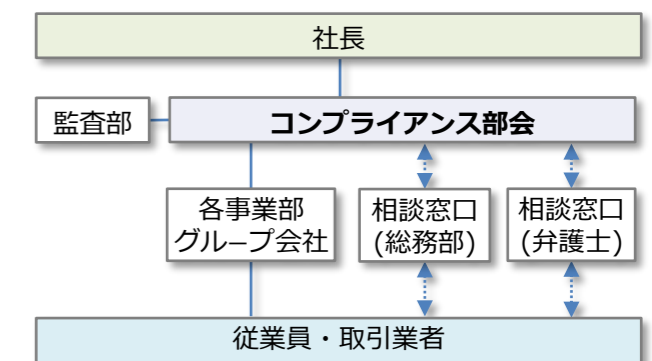 社長
監査部
コンプライアンス部会
各事業部
グループ会社
相談窓口
(総務部)
相談窓口
(弁護士)
従業員・取引業者